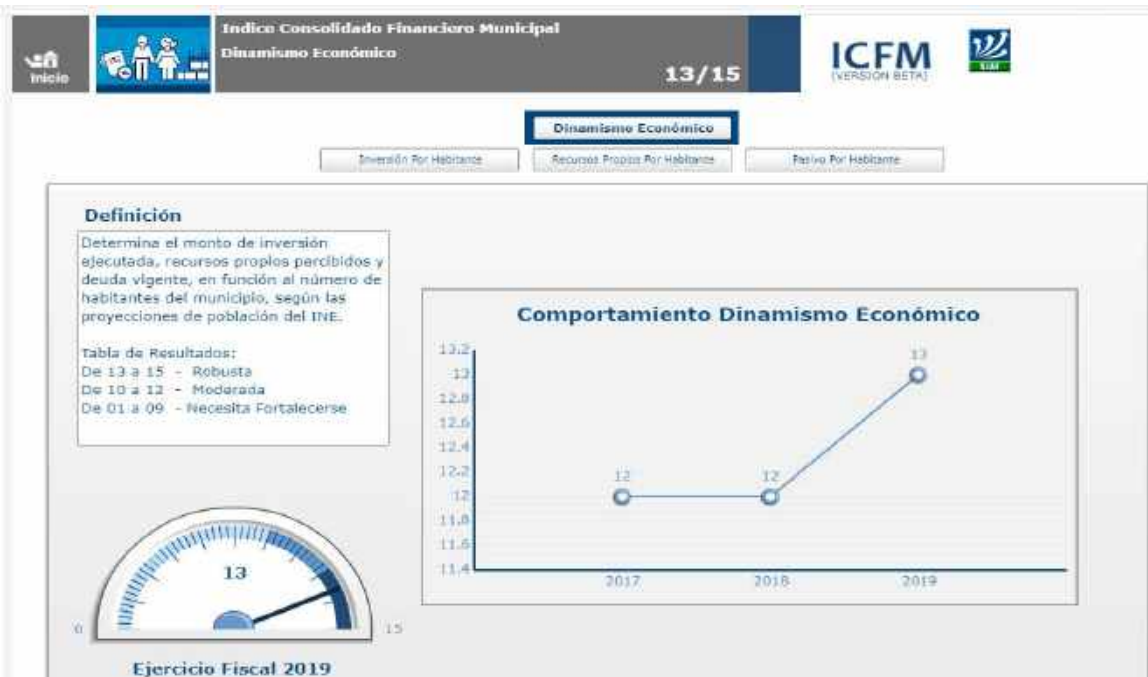 Indice Consolidado Financiero Municipal
Dinamismo Económico
13/15
Inicio
ICFM
(VERSIÓN BETA)
Dinamismo Económico
Inversión Por Habitante
Recursos Propios Por Habitante
Pasivo Por Habitante
Definición
Determina el monto de inversión
ejecutada, recursos propios percibidos y
deuda vigente, en función al número de
habitantes del municipio, según las
proyecciones de población del INE.
Tabla de Resultados:
De 13 a 15 - Robusta
De 10 a 12 - Moderada
De 01 a 09 - Necesita Fortalecerse
Comportamiento Dinamismo Económico
13.2
13
12.8
12.6
12.4
12.2
12
11.8
11.6
11.4
12
12
13
2017
2018
2019
13
0
15
Ejercicio Fiscal 2019